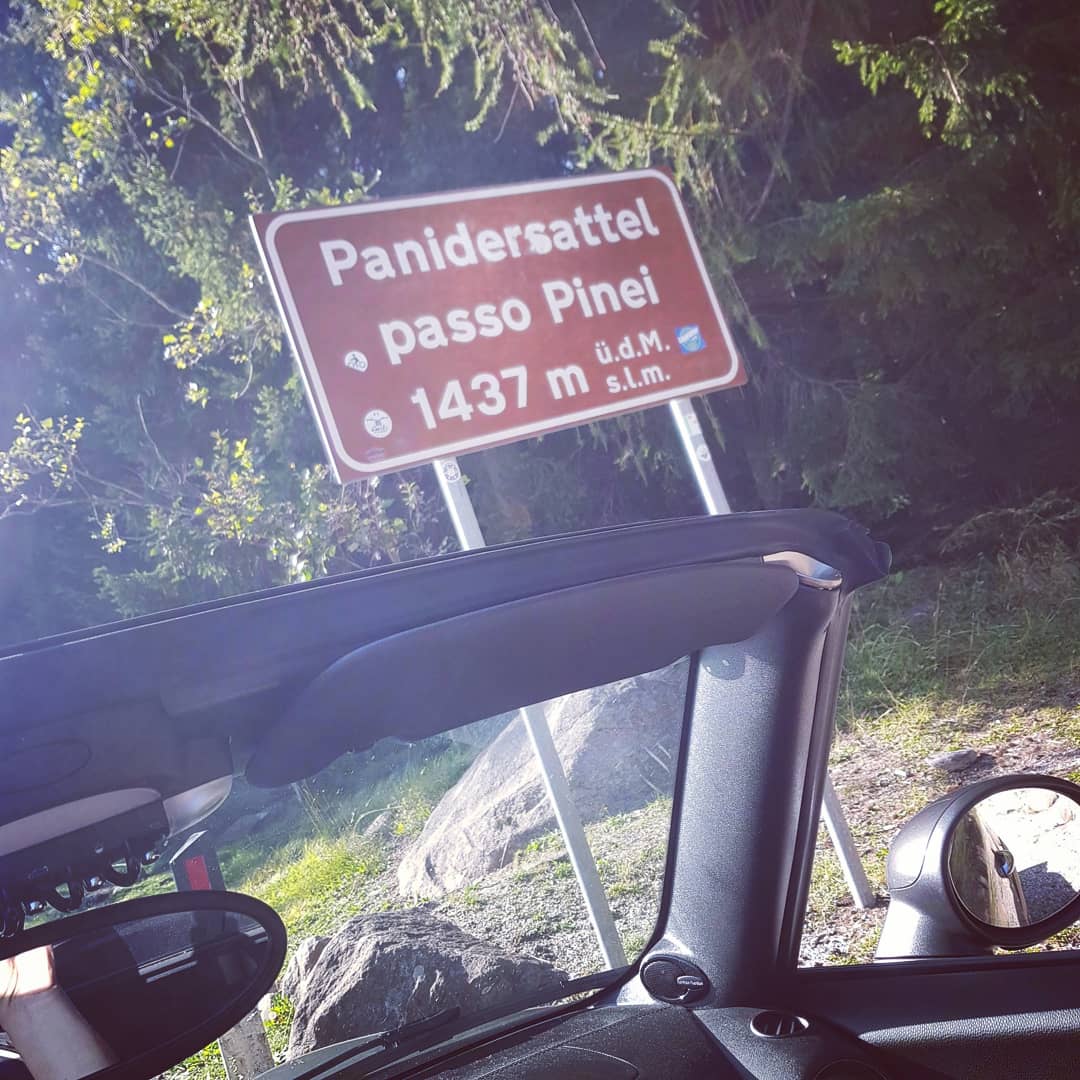 Panidersattel
passo Pinei
1437 m ü.d.M.
s.l.m.